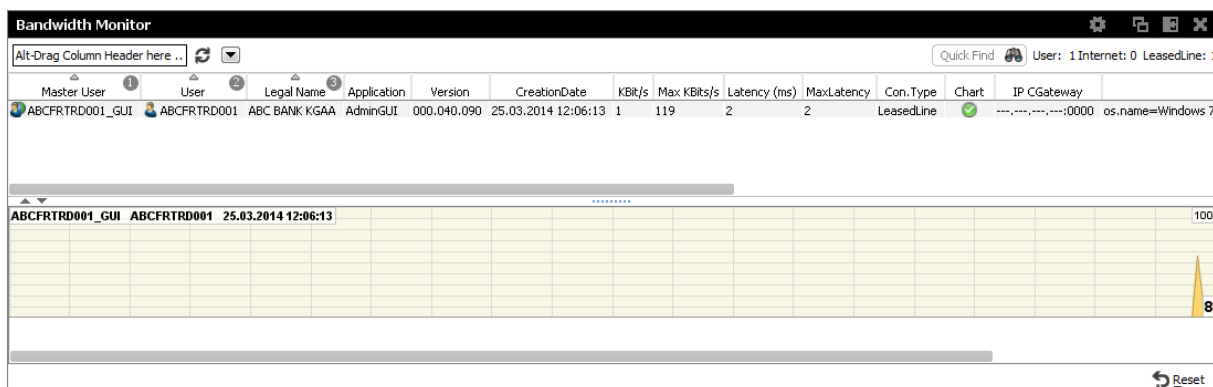 Bandwidth Monitor
Alt-Drag Column Header here .. Quick Find User: 1 Internet: 0 LeasedLine:
Master User 1 User 2 Legal Name 3 Application Version CreationDate KBit/s Max KBits/s Latency (ms) MaxLatency Con.Type Chart IP CGateway
ABCFRTRD001_GUI ABCFRTRD001 ABC BANK KGAA AdminGUI 000.040.090 25.03.2014 12:06:13 1 119 2 2 LeasedLine ---.---.---.---:0000 os.name=Windows 7
ABCFRTRD001_GUI ABCFRTRD001 25.03.2014 12:06:13
100
8
Reset